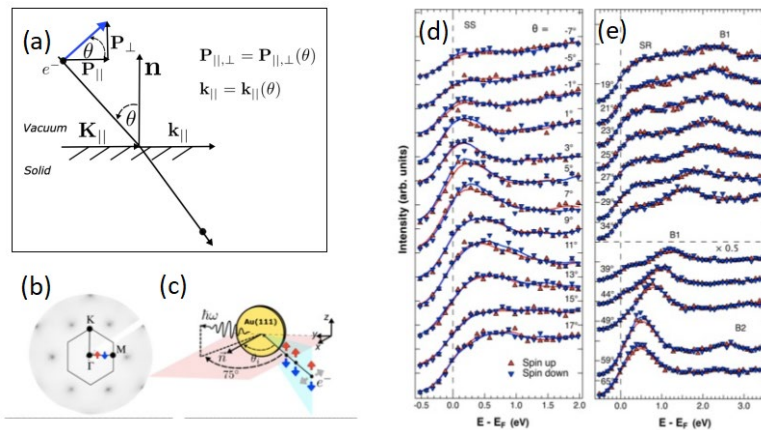 (a)
P⊥
θ
e−
P||
n
P||,⊥ = P||,⊥(θ)
k|| = k||(θ)
θ
Vacuum
K||
k||
Solid
(b)
K
Γ
M
(c)
ħω
Au(111)
z
y
n
θ
75°
e−
(d)
SS
θ =
-7°
-5°
-1°
1°
3°
5°
7°
9°
11°
13°
15°
17°
Spin up
Spin down
Intensity (arb. units)
-0.5 0.0 0.5 1.0 1.5 2.0
E - EF (eV)
(e)
SR
B1
19°
21°
23°
25°
27°
29°
34°
B1
× 0.5
39°
44°
49°
B2
59°
65°
0.0 1.0 2.0 3.0
E - EF (eV)